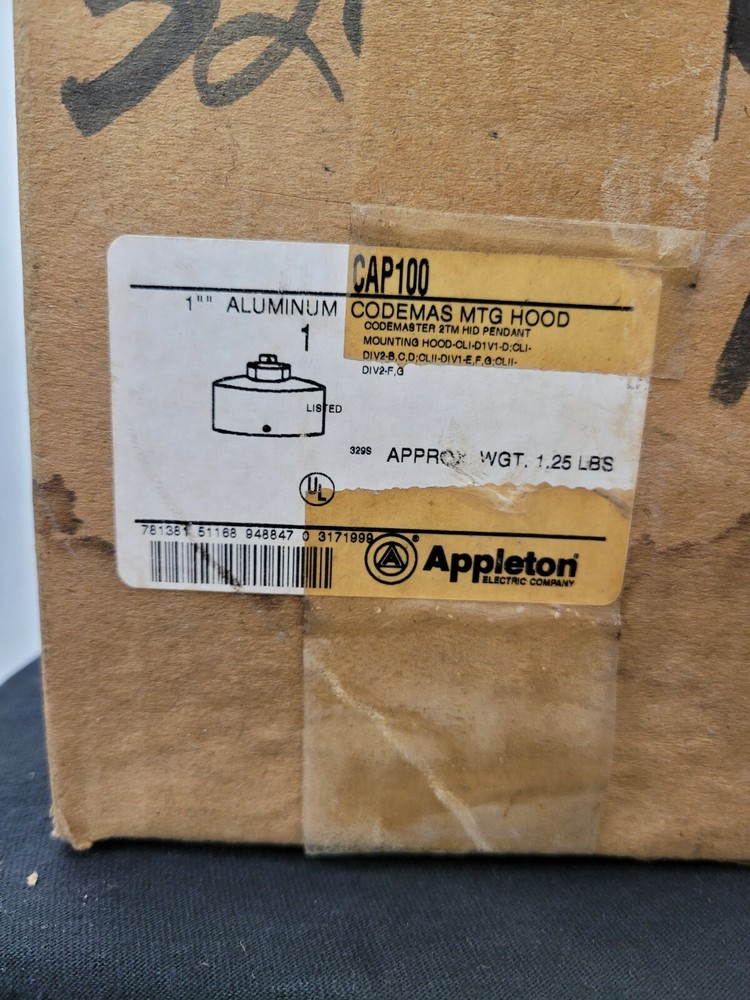 CAP100
1"" ALUMINUM CODEMAS MTG HOOD
1
CODEMASTER 2TM HID PENDANT
MOUNTING HOOD-CLI-D1V1-D;CLI-
DIV2-B,C,D;CLII-DIV1-E,F,G;CLII-
DIV2-F,G
LISTED
329S APPROX. WGT. 1.25 LBS
UL
781381 51168 948847 0 3171999
A ® Appleton
ELECTRIC COMPANY